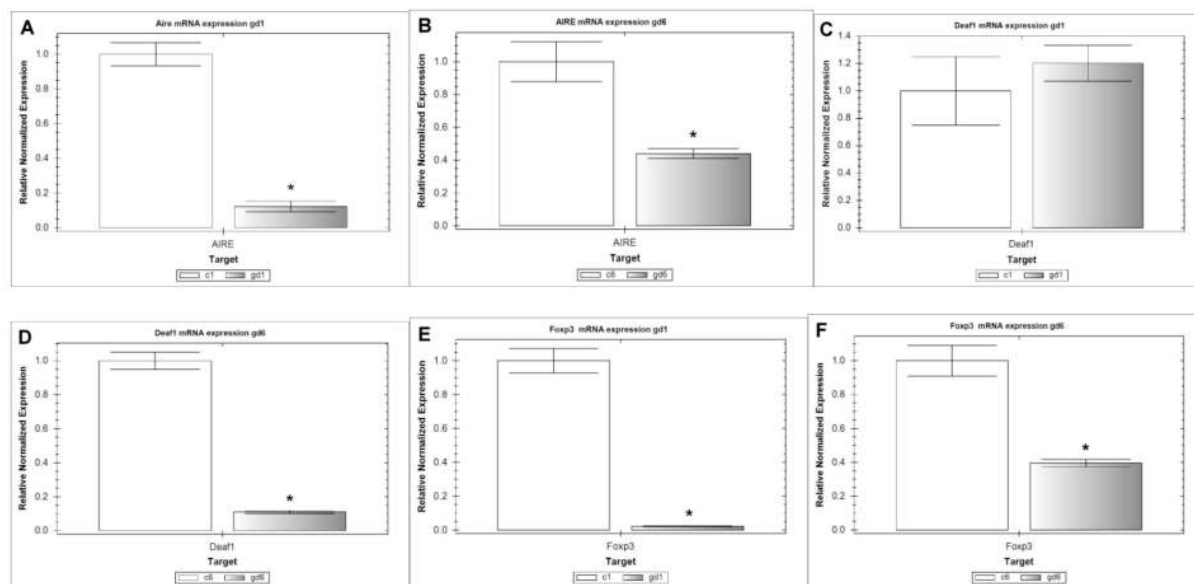 A
Aire mRNA expression gd1
Relative Normalized Expression
1.0
0.8
0.6
0.4
0.2
0.0
*
AIRE
Target
c1 gd1
B
AIRE mRNA expression gd6
Relative Normalized Expression
1.0
0.8
0.6
0.4
0.2
0.0
*
AIRE
Target
c6 gd6
C
Deaf1 mRNA expression gd1
Relative Normalized Expression
1.4
1.2
1.0
0.8
0.6
0.4
0.2
0.0
Deaf1
Target
c1 gd1
D
Deaf1 mRNA expression gd6
Relative Normalized Expression
1.0
0.8
0.6
0.4
0.2
0.0
*
Deaf1
Target
c6 gd6
E
Foxp3 mRNA expression gd1
Relative Normalized Expression
1.0
0.8
0.6
0.4
0.2
0.0
*
Foxp3
Target
c1 gd1
F
Foxp3 mRNA expression gd6
Relative Normalized Expression
1.0
0.8
0.6
0.4
0.2
0.0
*
Foxp3
Target
c6 gd6